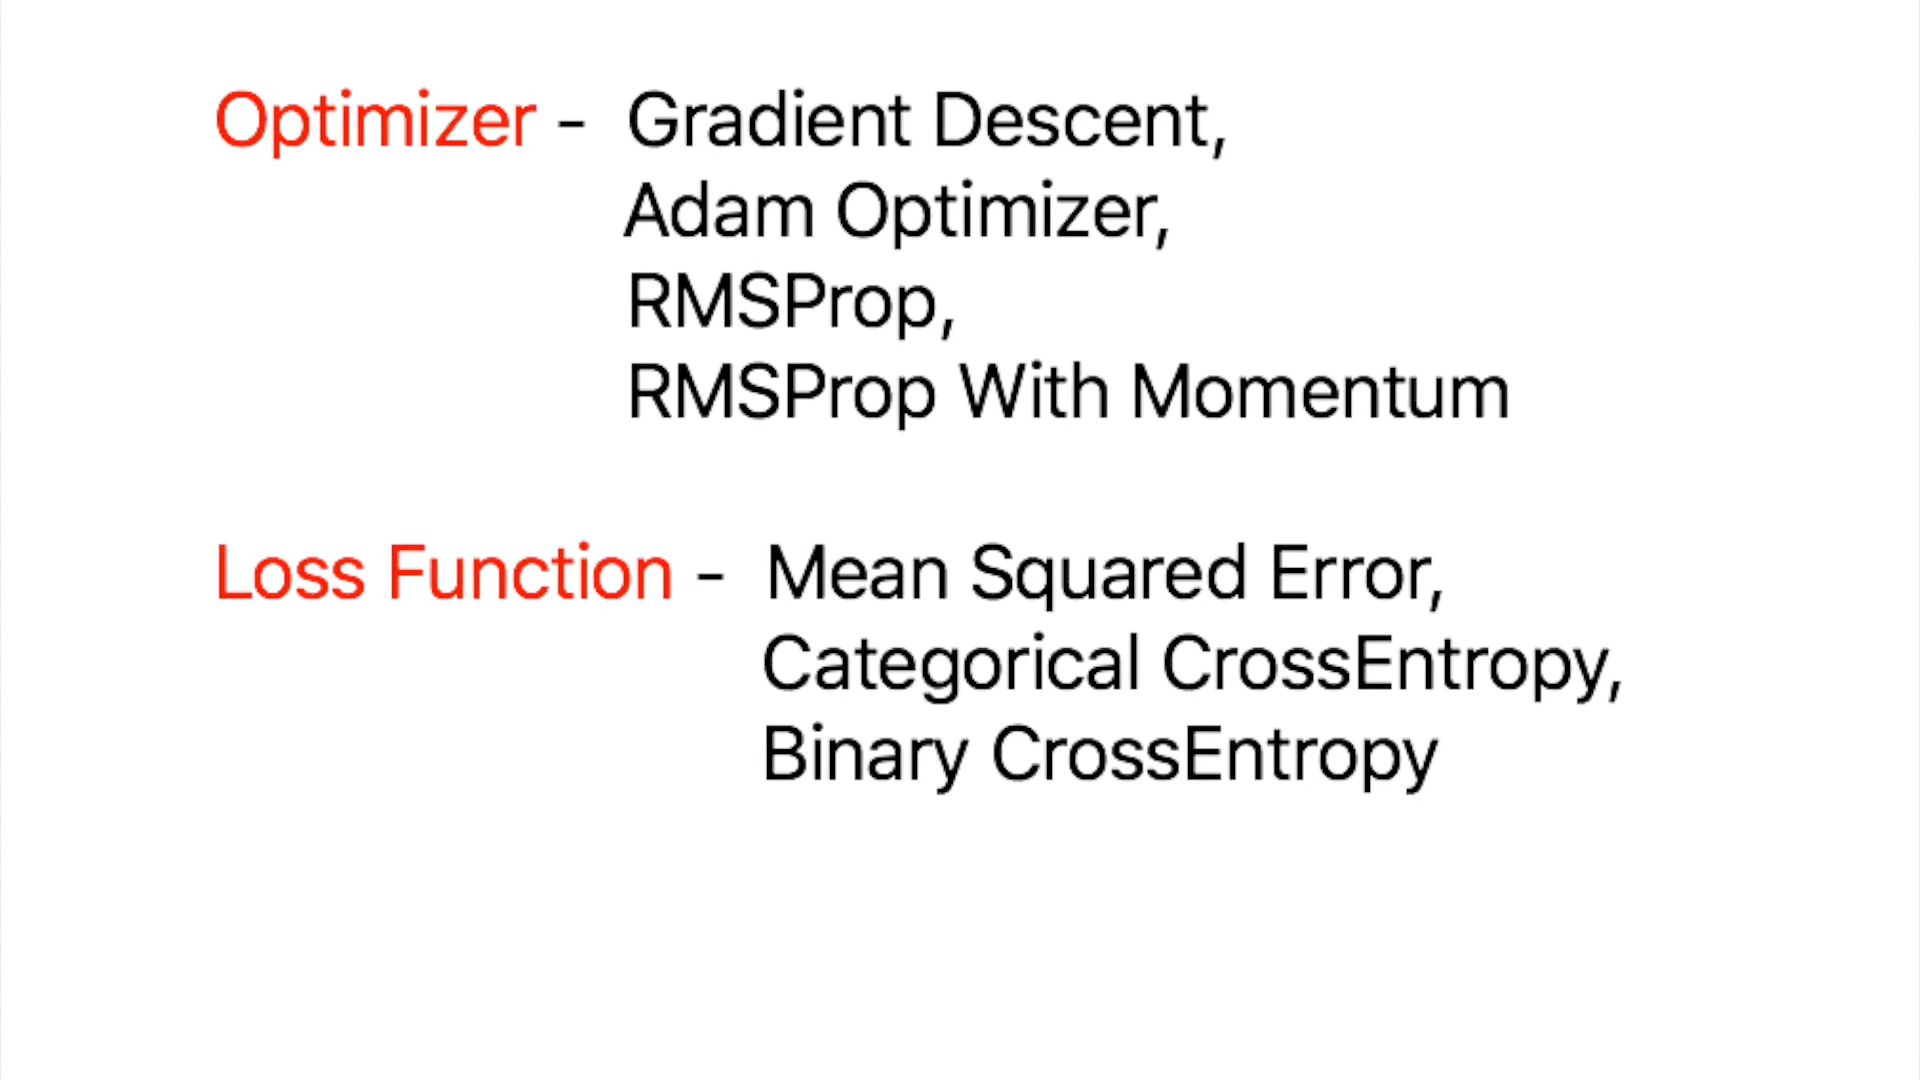 Optimizer - Gradient Descent,
Adam Optimizer,
RMSProp,
RMSProp With Momentum
Loss Function - Mean Squared Error,
Categorical CrossEntropy,
Binary CrossEntropy